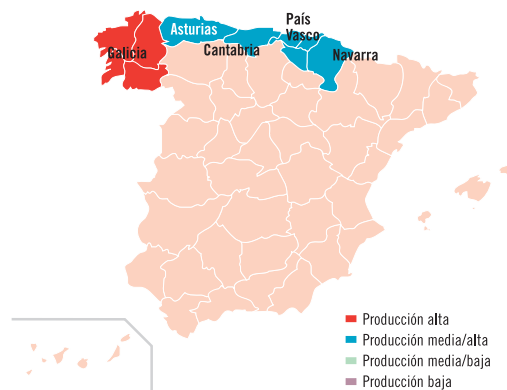 País
Vasco
Asturias
Galicia
Cantabria
Navarra
Producción alta
Producción media/alta
Producción media/baja
Producción baja